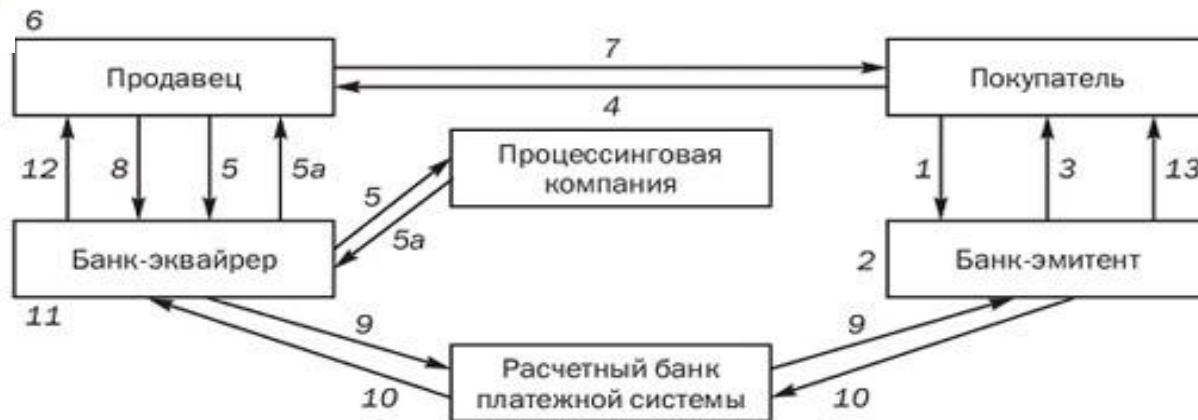 6
7
Продавец
Покупатель
4
12
8
5
5а
Процессинговая
компания
1
3
13
5
5а
Банк-эквайрер
2
Банк-эмитент
11
9
9
Расчетный банк
платежной системы
10
10